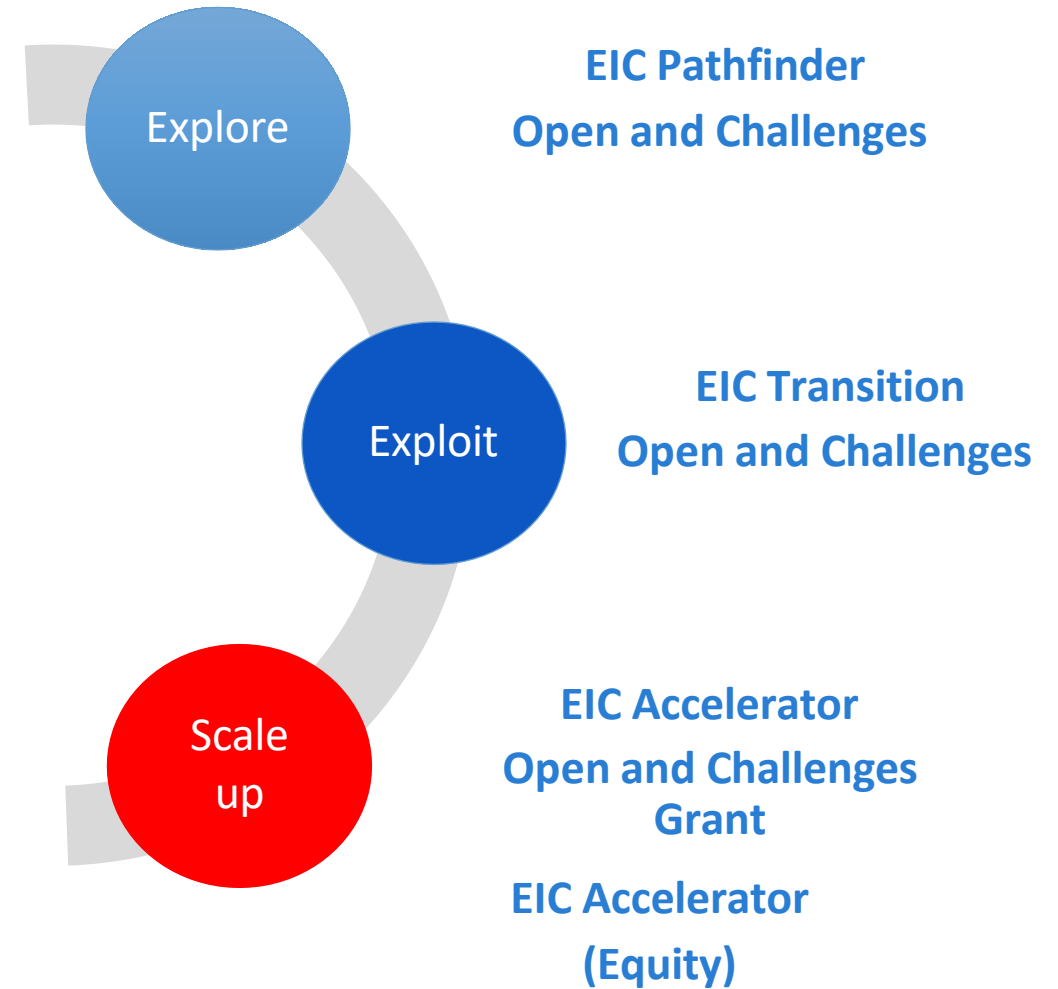 Explore
EIC Pathfinder
Open and Challenges
Exploit
EIC Transition
Open and Challenges
Scale
up
EIC Accelerator
Open and Challenges
Grant
EIC Accelerator
(Equity)